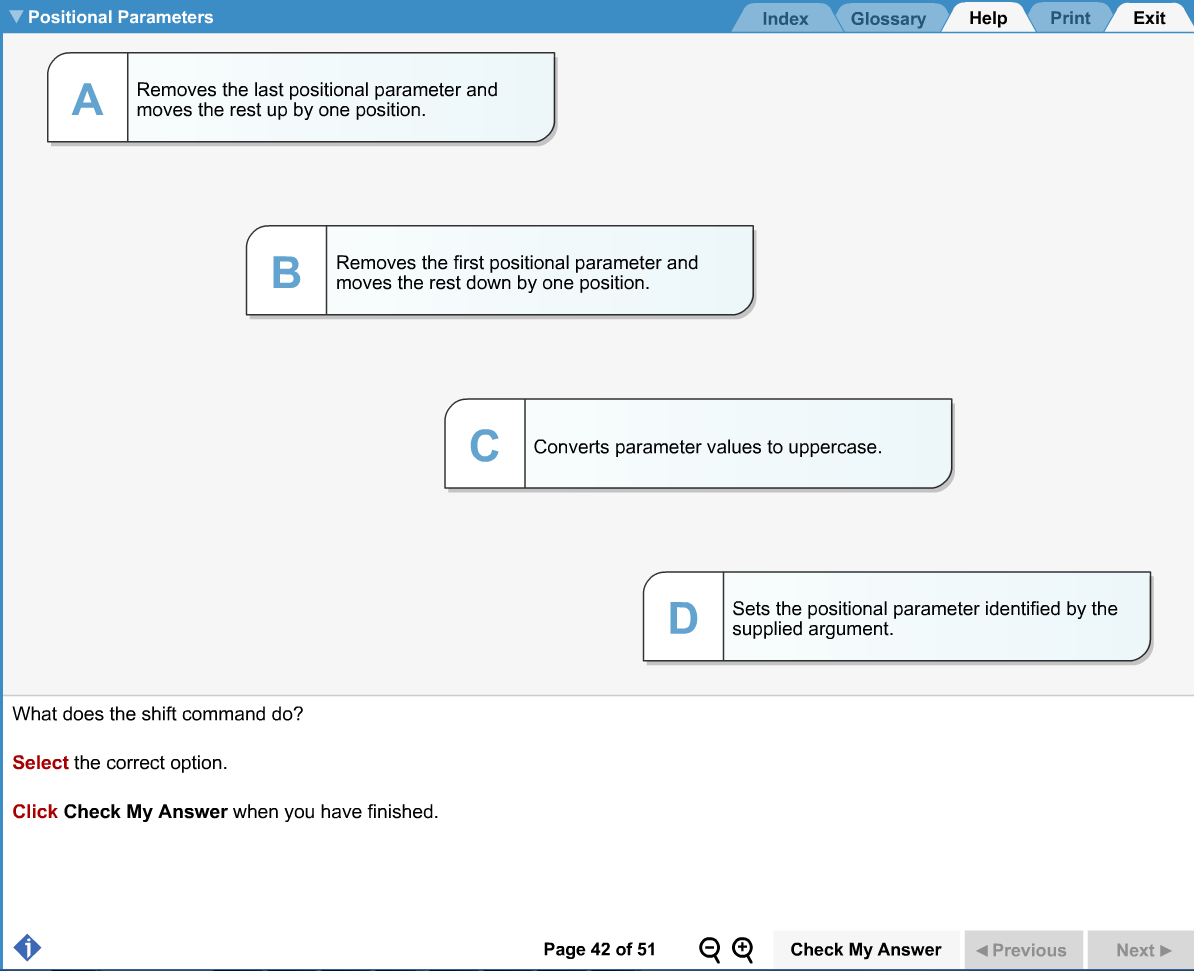 Positional Parameters
Index
Glossary
Help
Print
Exit
A
Removes the last positional parameter and
moves the rest up by one position.
B
Removes the first positional parameter and
moves the rest down by one position.
C
Converts parameter values to uppercase.
D
Sets the positional parameter identified by the
supplied argument.
What does the shift command do?
Select the correct option.
Click Check My Answer when you have finished.
i
Page 42 of 51
Check My Answer
Previous
Next